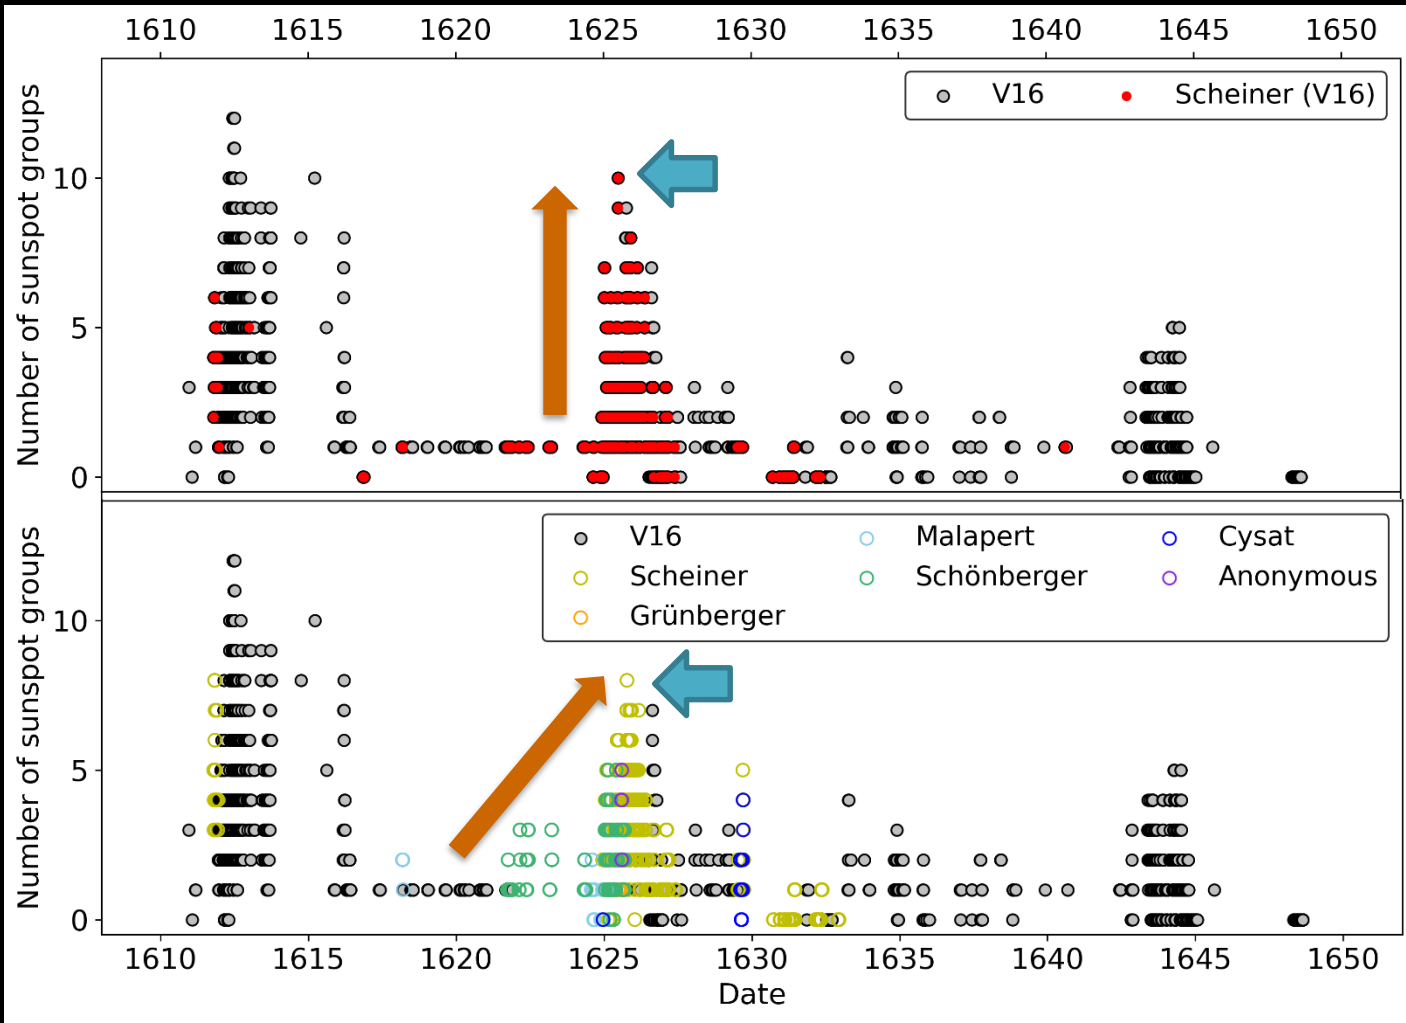 1610 1615 1620 1625 1630 1635 1640 1645 1650
Number of sunspot groups
10
5
0
V16 Scheiner (V16)
Number of sunspot groups
10
5
0
V16 Malapert Cysat
Scheiner Schönberger Anonymous
Grünberger
1610 1615 1620 1625 1630 1635 1640 1645 1650
Date